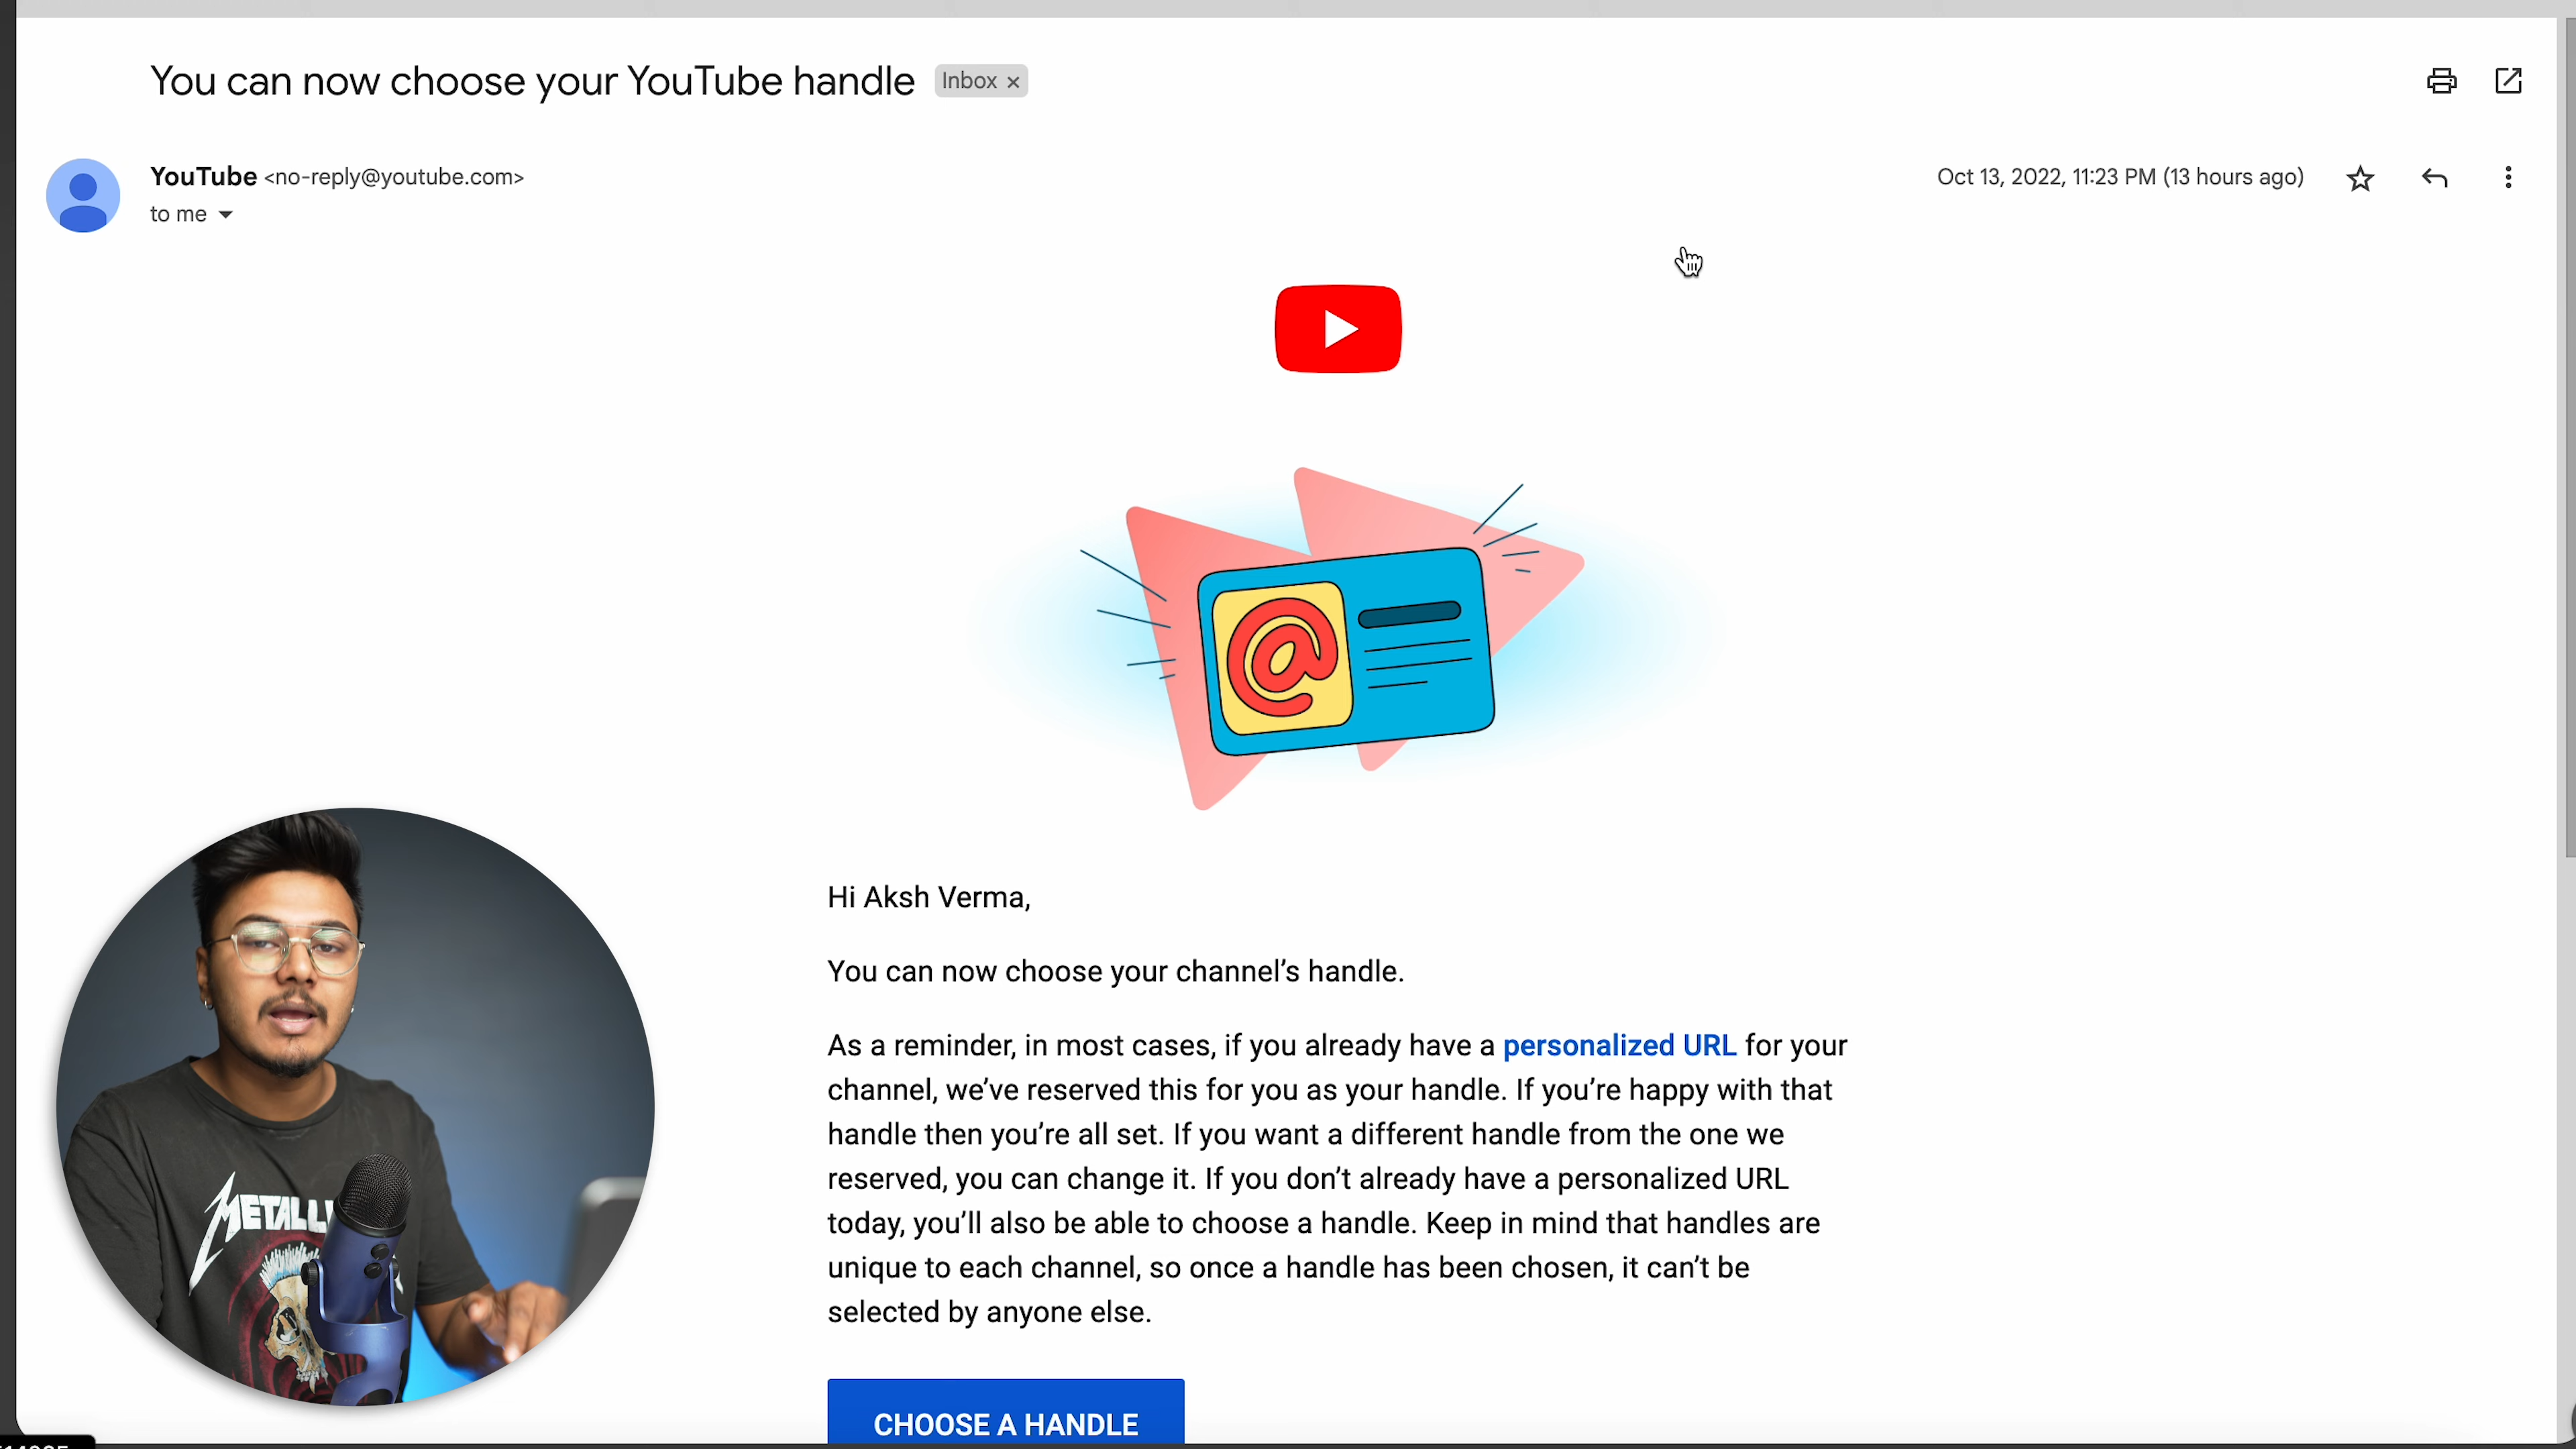 You can now choose your YouTube handle Inbox ×
YouTube <no-reply@youtube.com> Oct 13, 2022, 11:23 PM (13 hours ago)
to me
@
Hi Aksh Verma,
You can now choose your channel’s handle.
As a reminder, in most cases, if you already have a personalized URL for your
channel, we’ve reserved this for you as your handle. If you’re happy with that
handle then you’re all set. If you want a different handle from the one we
reserved, you can change it. If you don’t already have a personalized URL
today, you’ll also be able to choose a handle. Keep in mind that handles are
unique to each channel, so once a handle has been chosen, it can’t be
selected by anyone else.
METALLI
CHOOSE A HANDLE